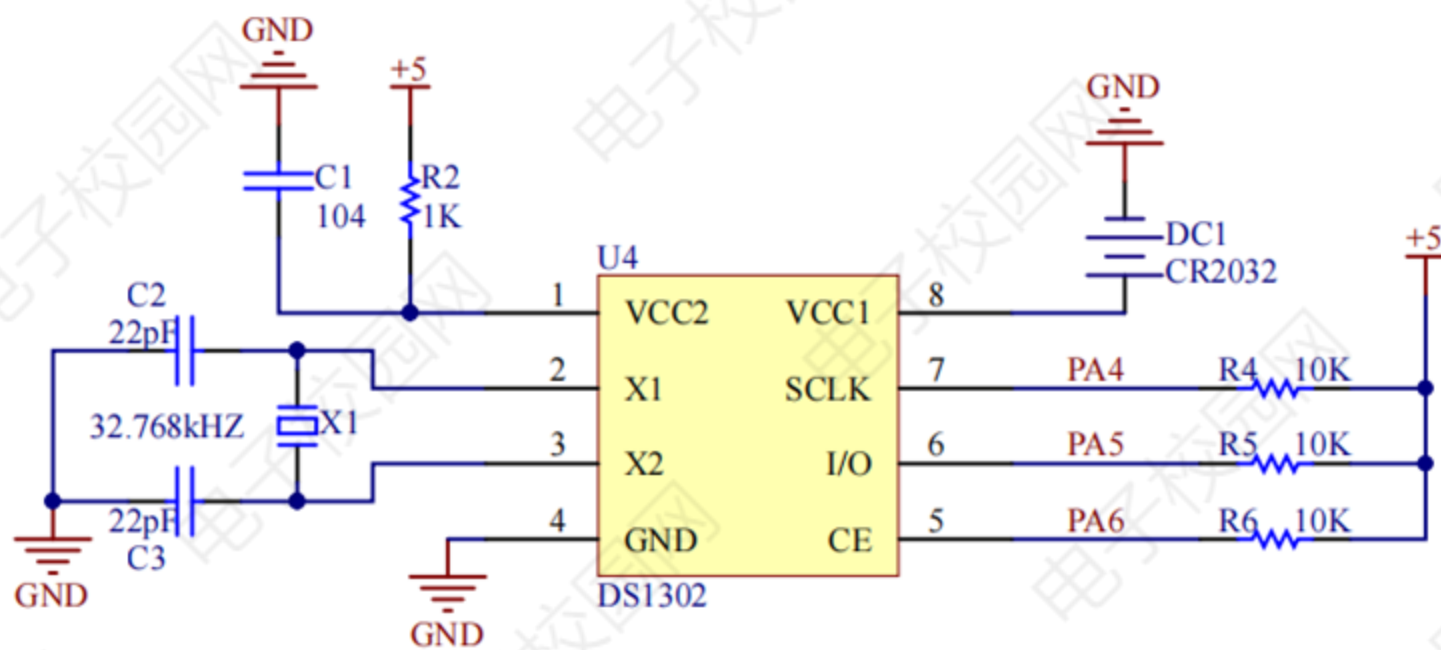 GND
+5
C1
104
R2
1K
GND
DC1
CR2032
+5
U4
C2
22pF
1
VCC2
VCC1
8
2
X1
SCLK
7
PA4
R4
10K
32.768kHZ
X1
3
X2
I/O
6
PA5
R5
10K
22pF
C3
4
GND
CE
5
PA6
R6
10K
GND
DS1302
GND
电子校园网
电子校园网
电子校园网
电子校园网
电子校园网
电子校园网